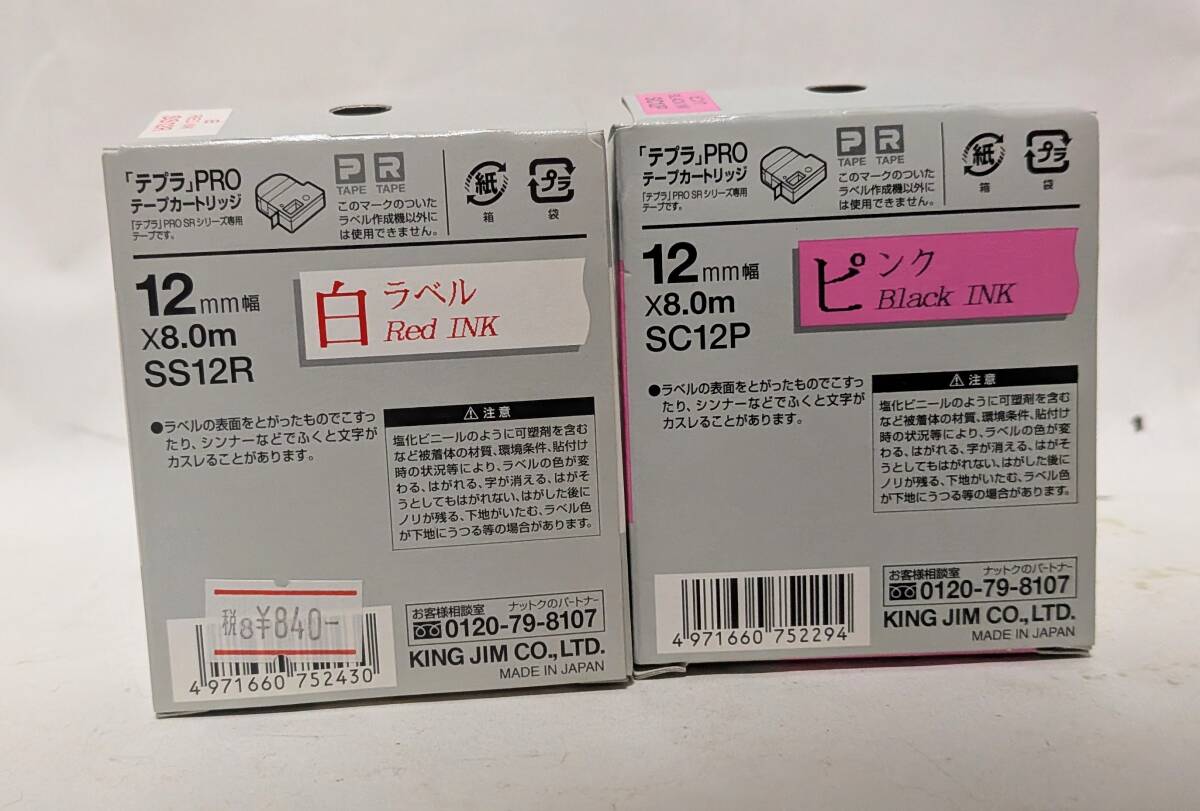 RED INK
SS12R
「テプラ」PRO
テープカートリッジ
「テプラ」PRO SRシリーズ専用
テープです。
P R
TAPE TAPE
このマークのついた
ラベル作成機以外に
は使用できません。
紙
箱
プラ
袋
12mm幅
X8.0m
SS12R
白ラベル
Red INK
●ラベルの表面をとがったものでこすっ
たり、シンナーなどでふくと文字が
カスレることがあります。
⚠注意
塩化ビニールのように可塑剤を含む
など被着体の材質、環境条件、貼付け
時の状況等により、ラベルの色が変
わる、はがれる、字が消える、はがそ
うとしてもはがれない、はがした後に
ノリが残る、下地がいたむ、ラベル色
が下地にうつる等の場合があります。
税8¥840-
4 971660 752430
お客様相談室 ナットクのパートナー
0120-79-8107
KING JIM CO.,LTD.
MADE IN JAPAN
「テプラ」PRO
テープカートリッジ
「テプラ」PRO SRシリーズ専用
テープです。
P R
TAPE TAPE
このマークのついた
ラベル作成機以外に
は使用できません。
紙
箱
プラ
袋
12mm幅
X8.0m
SC12P
ピンク
Black INK
●ラベルの表面をとがったものでこすっ
たり、シンナーなどでふくと文字が
カスレることがあります。
⚠注意
塩化ビニールのように可塑剤を含む
など被着体の材質、環境条件、貼付け
時の状況等により、ラベルの色が変
わる、はがれる、字が消える、はがそ
うとしてもはがれない、はがした後に
ノリが残る、下地がいたむ、ラベル色
が下地にうつる等の場合があります。
4 971660 752294
お客様相談室 ナットクのパートナー
0120-79-8107
KING JIM CO.,LTD.
MADE IN JAPAN